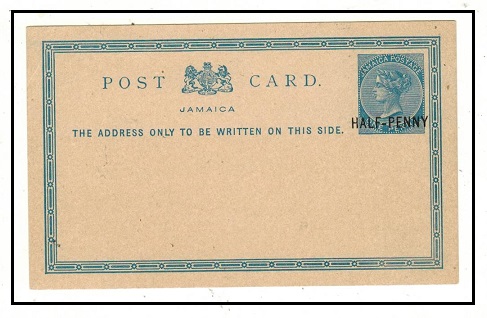 POST CARD.
JAMAICA POSTAGE
JAMAICA
HALF-PENNY
THE ADDRESS ONLY TO BE WRITTEN ON THIS SIDE.